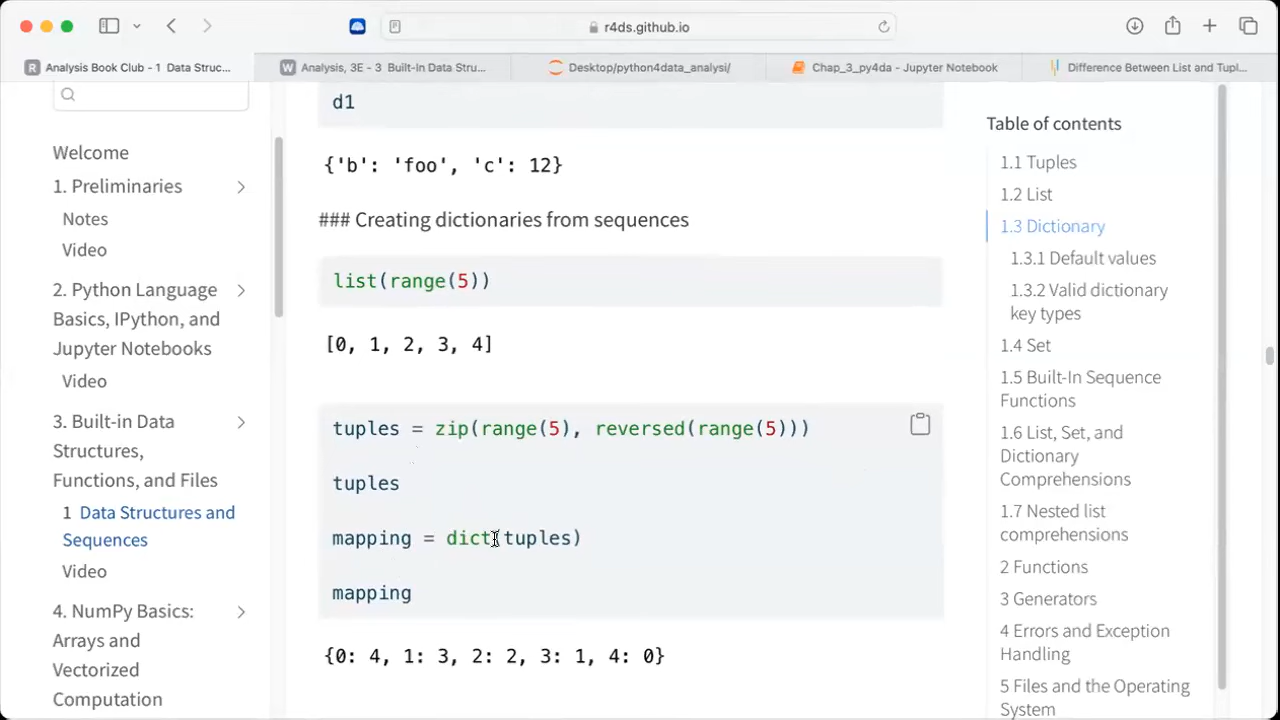 r4ds.github.io
R Analysis Book Club - 1 Data Struc...
W Analysis, 3E - 3 Built-In Data Stru...
Desktop/python4data_analysi/
Chap_3_py4da - Jupyter Notebook
Difference Between List and Tupl...
Welcome
1. Preliminaries
Notes
Video
2. Python Language
Basics, IPython, and
Jupyter Notebooks
Video
3. Built-in Data
Structures,
Functions, and Files
1 Data Structures and
Sequences
Video
4. NumPy Basics:
Arrays and
Vectorized
Computation
d1
{'b': 'foo', 'c': 12}
### Creating dictionaries from sequences
list(range(5))
[0, 1, 2, 3, 4]
tuples = zip(range(5), reversed(range(5)))
tuples
mapping = dict(tuples)
mapping
{0: 4, 1: 3, 2: 2, 3: 1, 4: 0}
Table of contents
1.1 Tuples
1.2 List
1.3 Dictionary
1.3.1 Default values
1.3.2 Valid dictionary
key types
1.4 Set
1.5 Built-In Sequence
Functions
1.6 List, Set, and
Dictionary
Comprehensions
1.7 Nested list
comprehensions
2 Functions
3 Generators
4 Errors and Exception
Handling
5 Files and the Operating
System